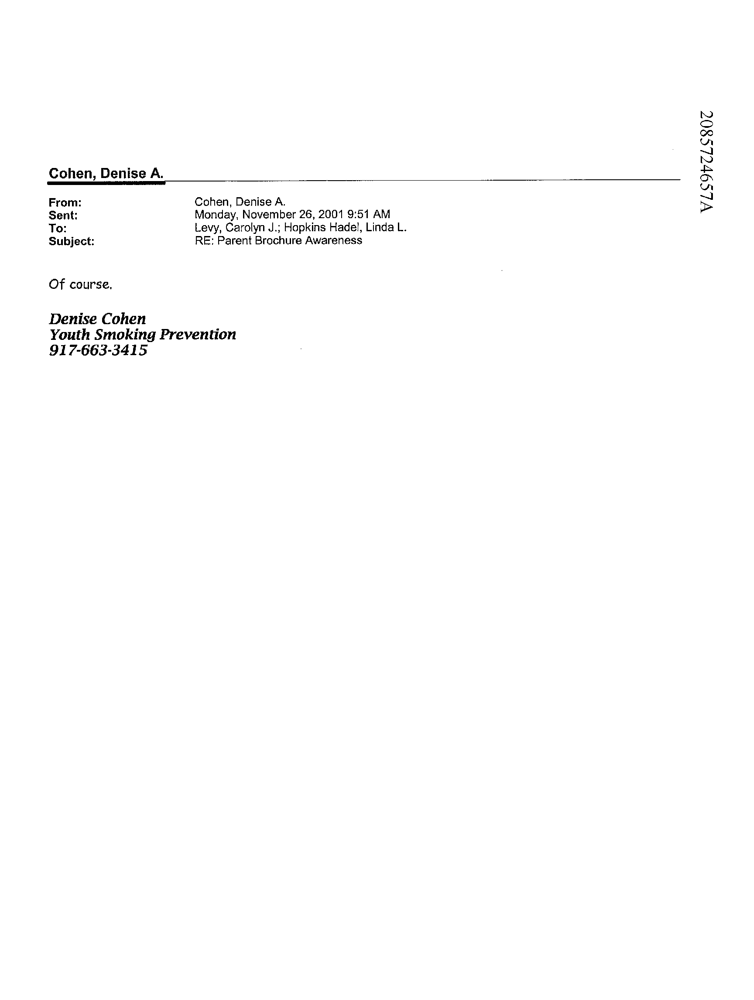 2085724657A
Cohen, Denise A.
From: Cohen, Denise A.
Sent: Monday, November 26, 2001 9:51 AM
To: Levy, Carolyn J.; Hopkins Hadel, Linda L.
Subject: RE: Parent Brochure Awareness
Of course.
Denise Cohen
Youth Smoking Prevention
917-663-3415